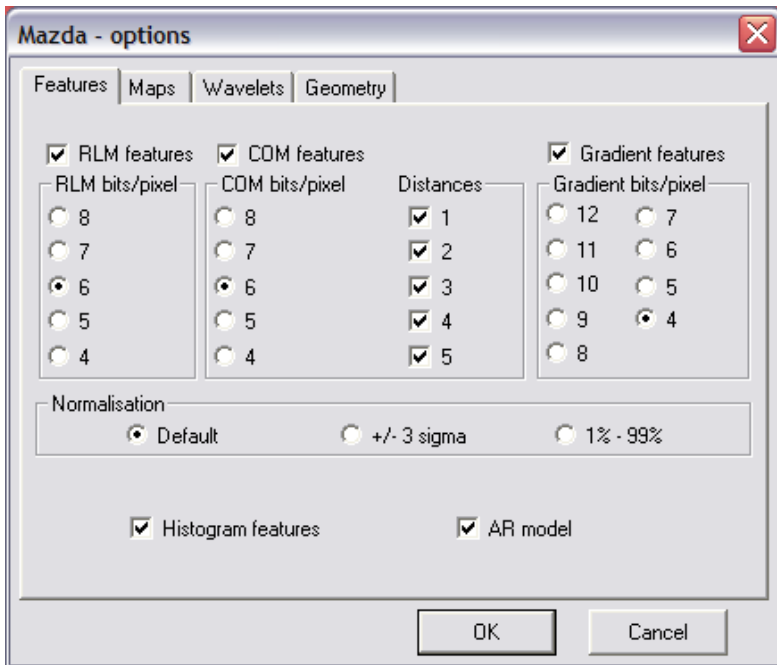 Mazda - options
Features Maps Wavelets Geometry
RLM features COM features Gradient features
RLM bits/pixel COM bits/pixel Distances Gradient bits/pixel
8 8 1 12 7
7 7 2 11 6
6 6 3 10 5
5 5 4 9 4
4 4 5 8
Normalisation
Default +/- 3 sigma 1% - 99%
Histogram features AR model
OK Cancel